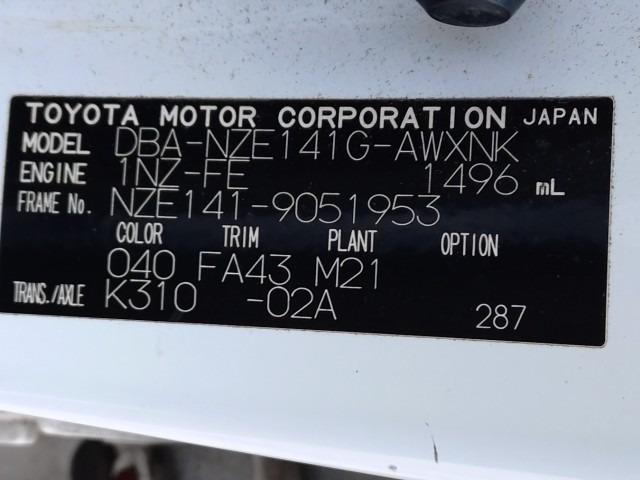 TOYOTA MOTOR CORPORATION JAPAN
MODEL DBA-NZE141G-AWXNK
ENGINE 1NZ-FE 1496 mL
FRAME No. NZE141-9051953
COLOR TRIM PLANT OPTION
040 FA43 M21
TRANS./AXLE K310 -02A 287